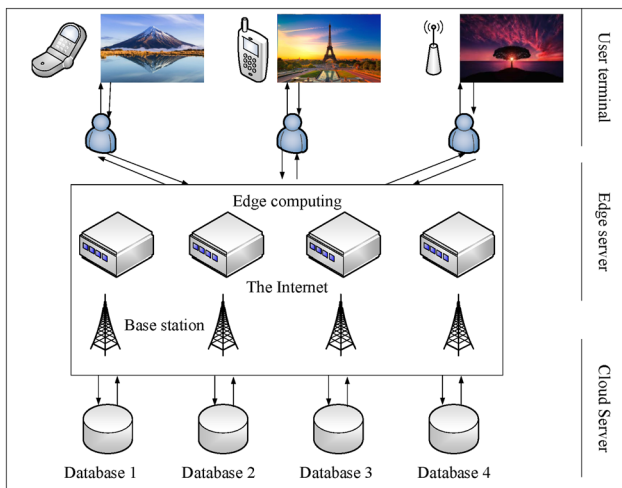 User terminal
Edge computing
Edge server
The Internet
Base station
Cloud Server
Database 1
Database 2
Database 3
Database 4